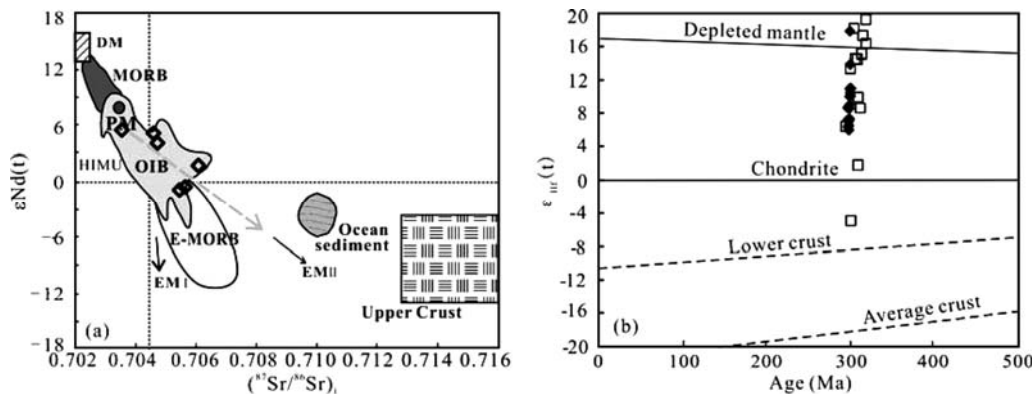 (a)
DM
MORB
PM
HIMU
OIB
E-MORB
EM I
EM II
Ocean
sediment
Upper Crust
12
6
0
-6
-12
-18
εNd(t)
0.702 0.704 0.706 0.708 0.710 0.712 0.714 0.716
(⁸⁷Sr/⁸⁶Sr)i
20
16
12
8
4
0
-4
-8
-12
-16
-20
ε Hf(t)
Depleted mantle
Chondrite
Lower crust
Average crust
(b)
0 100 200 300 400 500
Age (Ma)